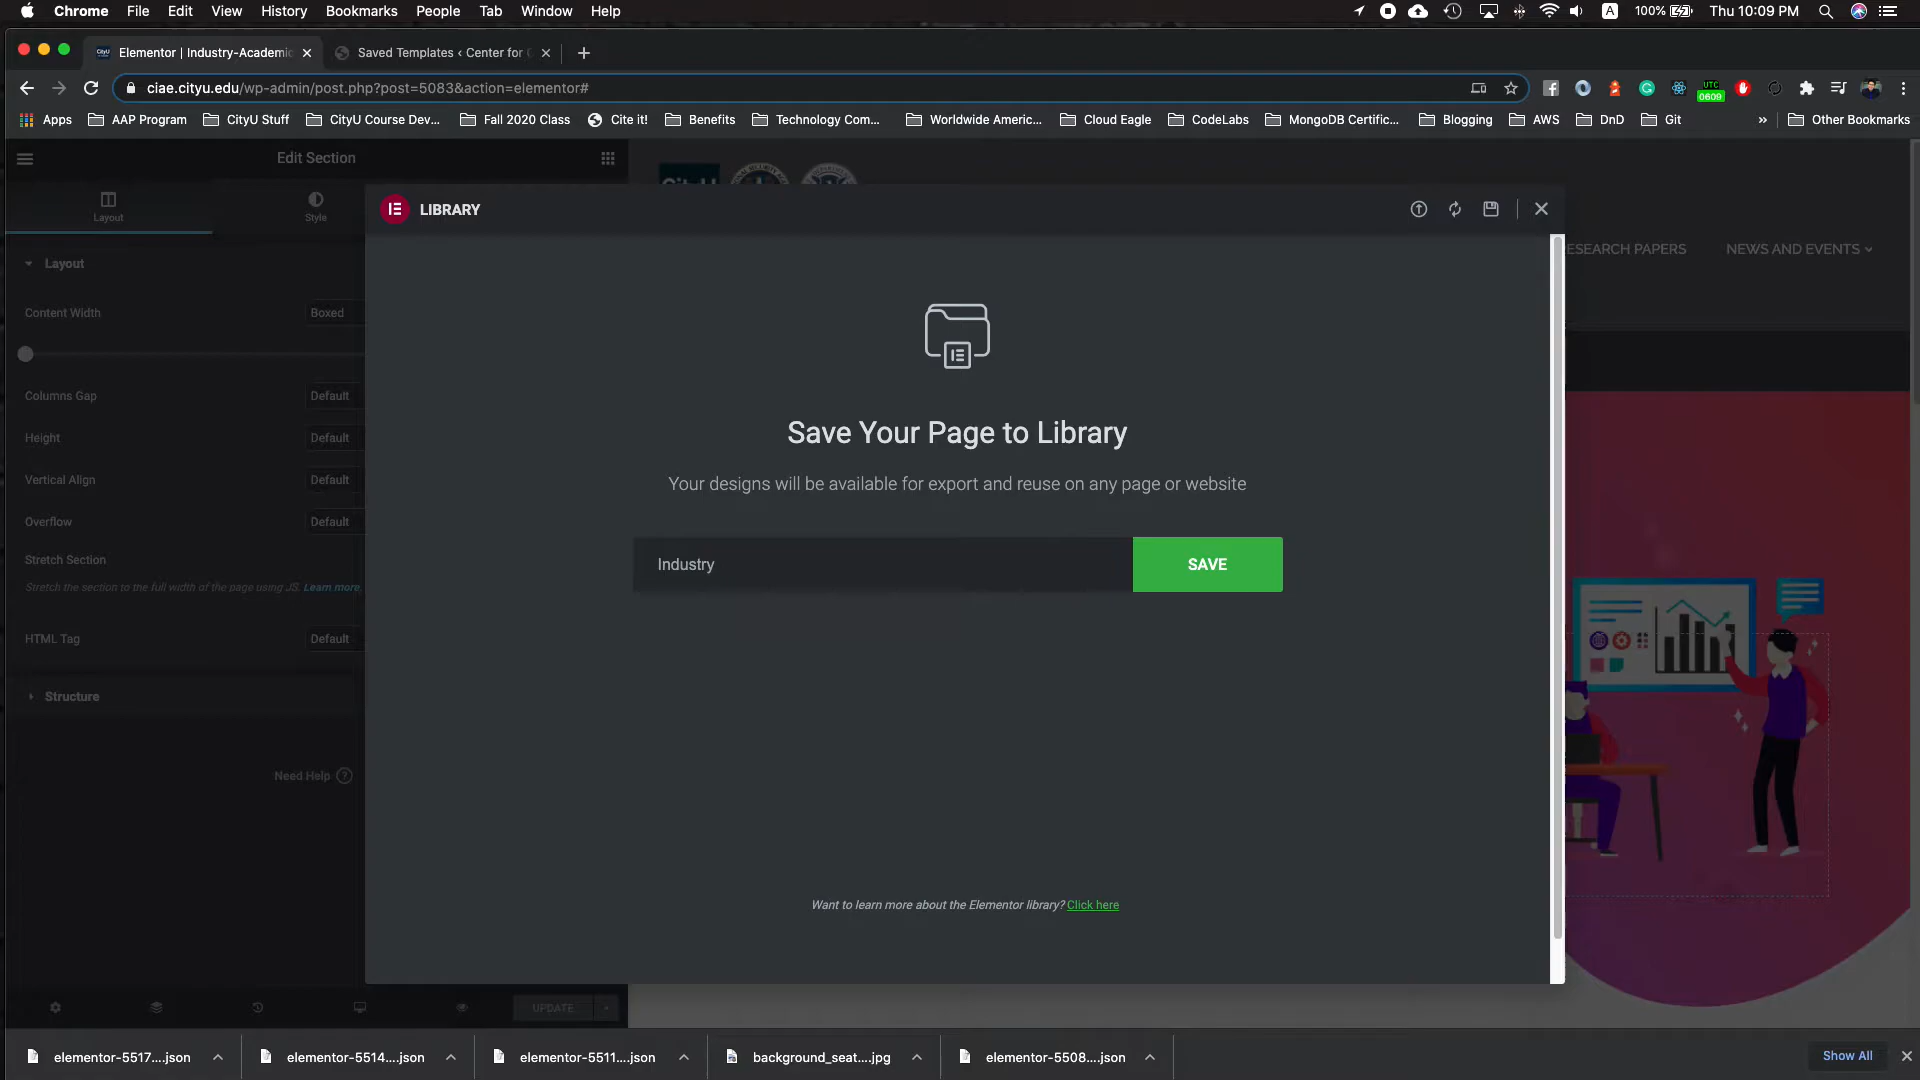 Chrome File Edit View History Bookmarks People Tab Window Help
A 100% Thu 10:09 PM
Elementor | Industry-Academic
Saved Templates ‹ Center for
ciae.cityu.edu/wp-admin/post.php?post=5083&action=elementor#
UTC
0609
Apps AAP Program CityU Stuff CityU Course Dev... Fall 2020 Class Cite it! Benefits Technology Com... Worldwide Americ... Cloud Eagle CodeLabs MongoDB Certific... Blogging AWS DnD Git » Other Bookmarks
Edit Section
Layout
Style
Layout
Content Width Boxed
Columns Gap Default
Height Default
Vertical Align Default
Overflow Default
Stretch Section
Stretch the section to the full width of the page using JS. Learn more.
HTML Tag Default
Structure
Need Help ?
UPDATE
CityU
ESEARCH PAPERS
NEWS AND EVENTS
LIBRARY
Save Your Page to Library
Your designs will be available for export and reuse on any page or website
Industry
SAVE
Want to learn more about the Elementor library? Click here
elementor-5517....json
elementor-5514....json
elementor-5511....json
background_seat....jpg
elementor-5508....json
Show All